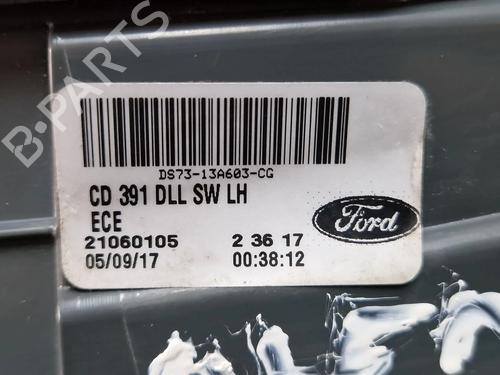 B-PARTS
DS73-13A603-CG
CD 391 DLL SW LH
ECE
Ford
21060105 2 36 17
05/09/17 00:38:12